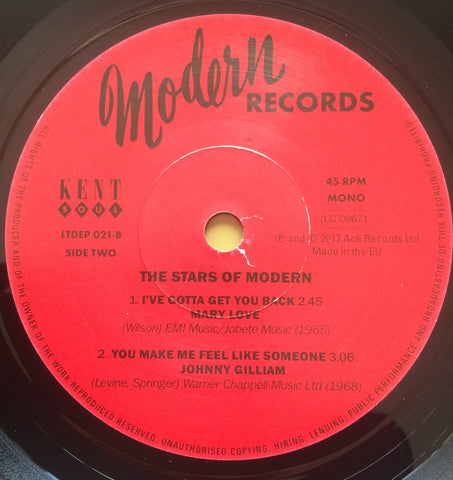 Modern
RECORDS
KENT
SOUL
LTDEP 021-B
SIDE TWO
45 RPM
MONO
LC 09671
℗ and © 2017 Ace Records Ltd
Made in the EU
THE STARS OF MODERN
1. I'VE GOTTA GET YOU BACK 2.45
MARY LOVE
(Wilson) EMI Music/Jobete Music (1965)
2. YOU MAKE ME FEEL LIKE SOMEONE 3.06
JOHNNY GILLIAM
(Levine, Springer) Warner Chappell Music Ltd (1968)
ALL RIGHTS OF THE PRODUCER AND OF THE OWNER OF THE WORK REPRODUCED RESERVED. UNAUTHORISED COPYING, HIRING, LENDING, PUBLIC PERFORMANCE AND BROADCASTING OF THIS RECORDING PROHIBITED!